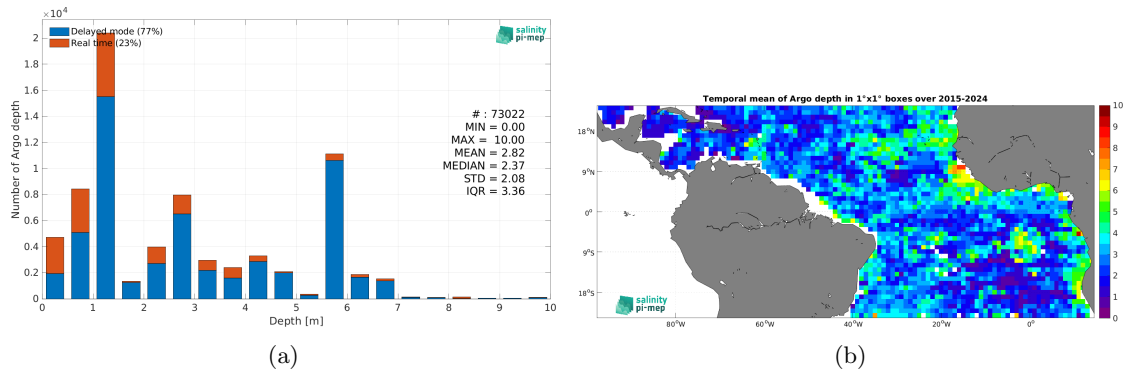 ×10⁴
Delayed mode (77%)
Real time (23%)
salinity
pi-mep
Number of Argo depth
2
1.8
1.6
1.4
1.2
1
0.8
0.6
0.4
0.2
0
# : 73022
MIN = 0.00
MAX = 10.00
MEAN = 2.82
MEDIAN = 2.37
STD = 2.08
IQR = 3.36
0 1 2 3 4 5 6 7 8 9 10
Depth [m]
(a)
Temporal mean of Argo depth in 1°x1° boxes over 2015-2024
18°N
9°N
0°
9°S
18°S
80°W 60°W 40°W 20°W 0°
10
9
8
7
6
5
4
3
2
1
0
salinity
pi-mep
(b)